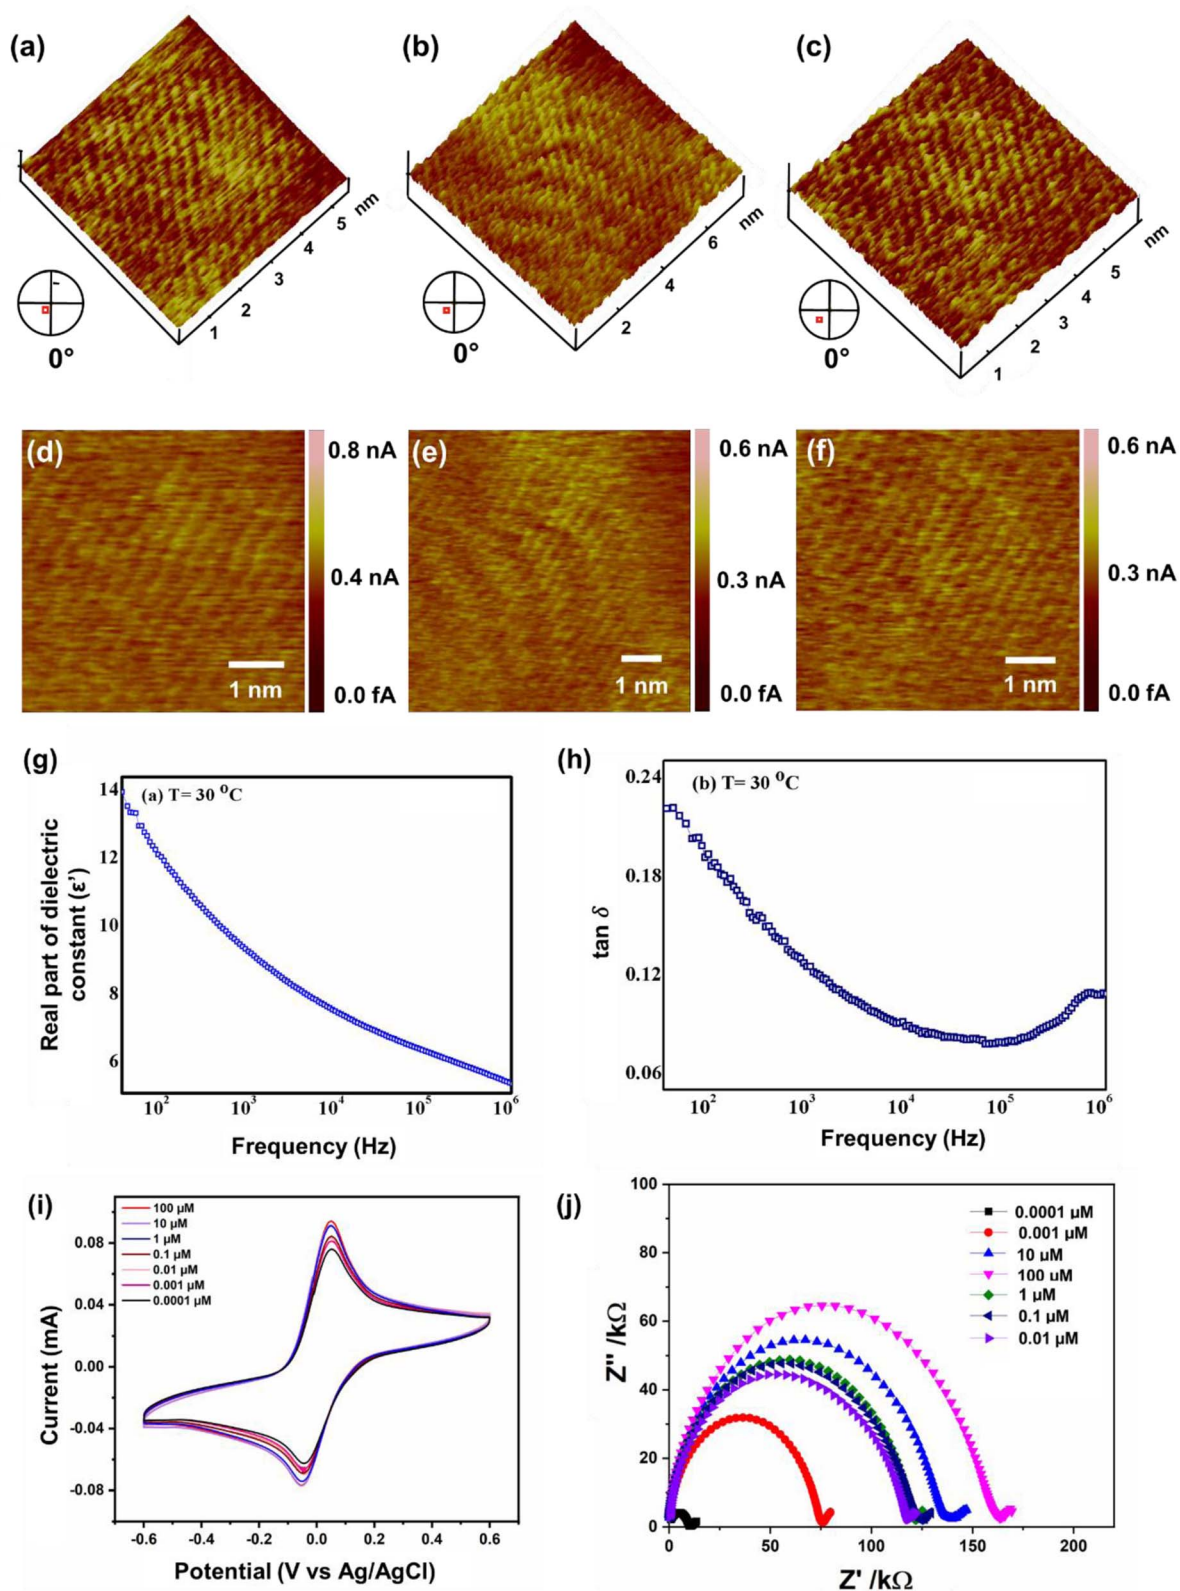 (a)
(b)
(c)
nm
5
4
3
2
1
0°
nm
6
4
2
0°
nm
5
4
3
2
1
0°
(d)
0.8 nA
0.4 nA
0.0 fA
1 nm
(e)
0.6 nA
0.3 nA
0.0 fA
1 nm
(f)
0.6 nA
0.3 nA
0.0 fA
1 nm
(g)
(a) T= 30 ⁰C
Real part of dielectric
constant (ε')
14
12
10
8
6
10² 10³ 10⁴ 10⁵ 10⁶
Frequency (Hz)
(h)
(b) T= 30 ⁰C
tan δ
0.24
0.18
0.12
0.06
10² 10³ 10⁴ 10⁵ 10⁶
Frequency (Hz)
(i)
100 μM
10 μM
1 μM
0.1 μM
0.01 μM
0.001 μM
0.0001 μM
Current (mA)
0.08
0.04
0.00
-0.04
-0.08
-0.6 -0.4 -0.2 0.0 0.2 0.4 0.6
Potential (V vs Ag/AgCl)
(j)
0.0001 μM
0.001 μM
10 μM
100 uM
1 μM
0.1 μM
0.01 μM
Z'' /kΩ
100
80
60
40
20
0
0 50 100 150 200
Z' /kΩ